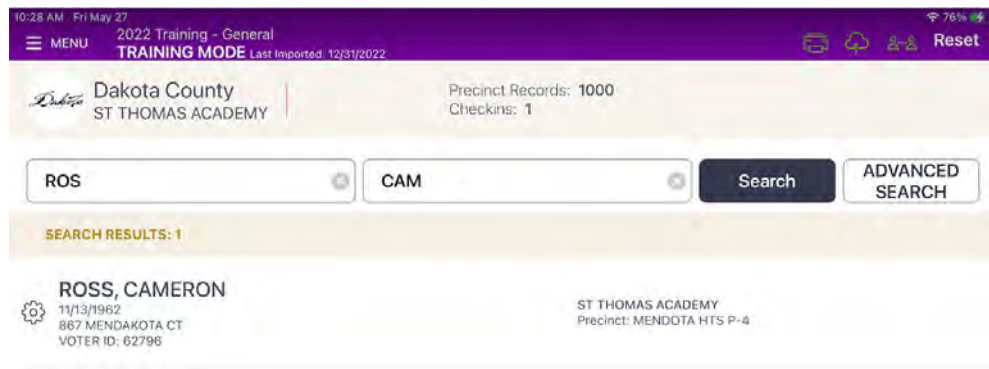 10:28 AM Fri May 27
76%
MENU
2022 Training - General
TRAINING MODE Last Imported: 12/31/2022
Reset
Dakota
Dakota County
ST THOMAS ACADEMY
Precinct Records: 1000
Checkins: 1
ROS
CAM
Search
ADVANCED
SEARCH
SEARCH RESULTS: 1
ROSS, CAMERON
11/13/1962
867 MENDAKOTA CT
VOTER ID: 62796
ST THOMAS ACADEMY
Precinct: MENDOTA HTS P-4